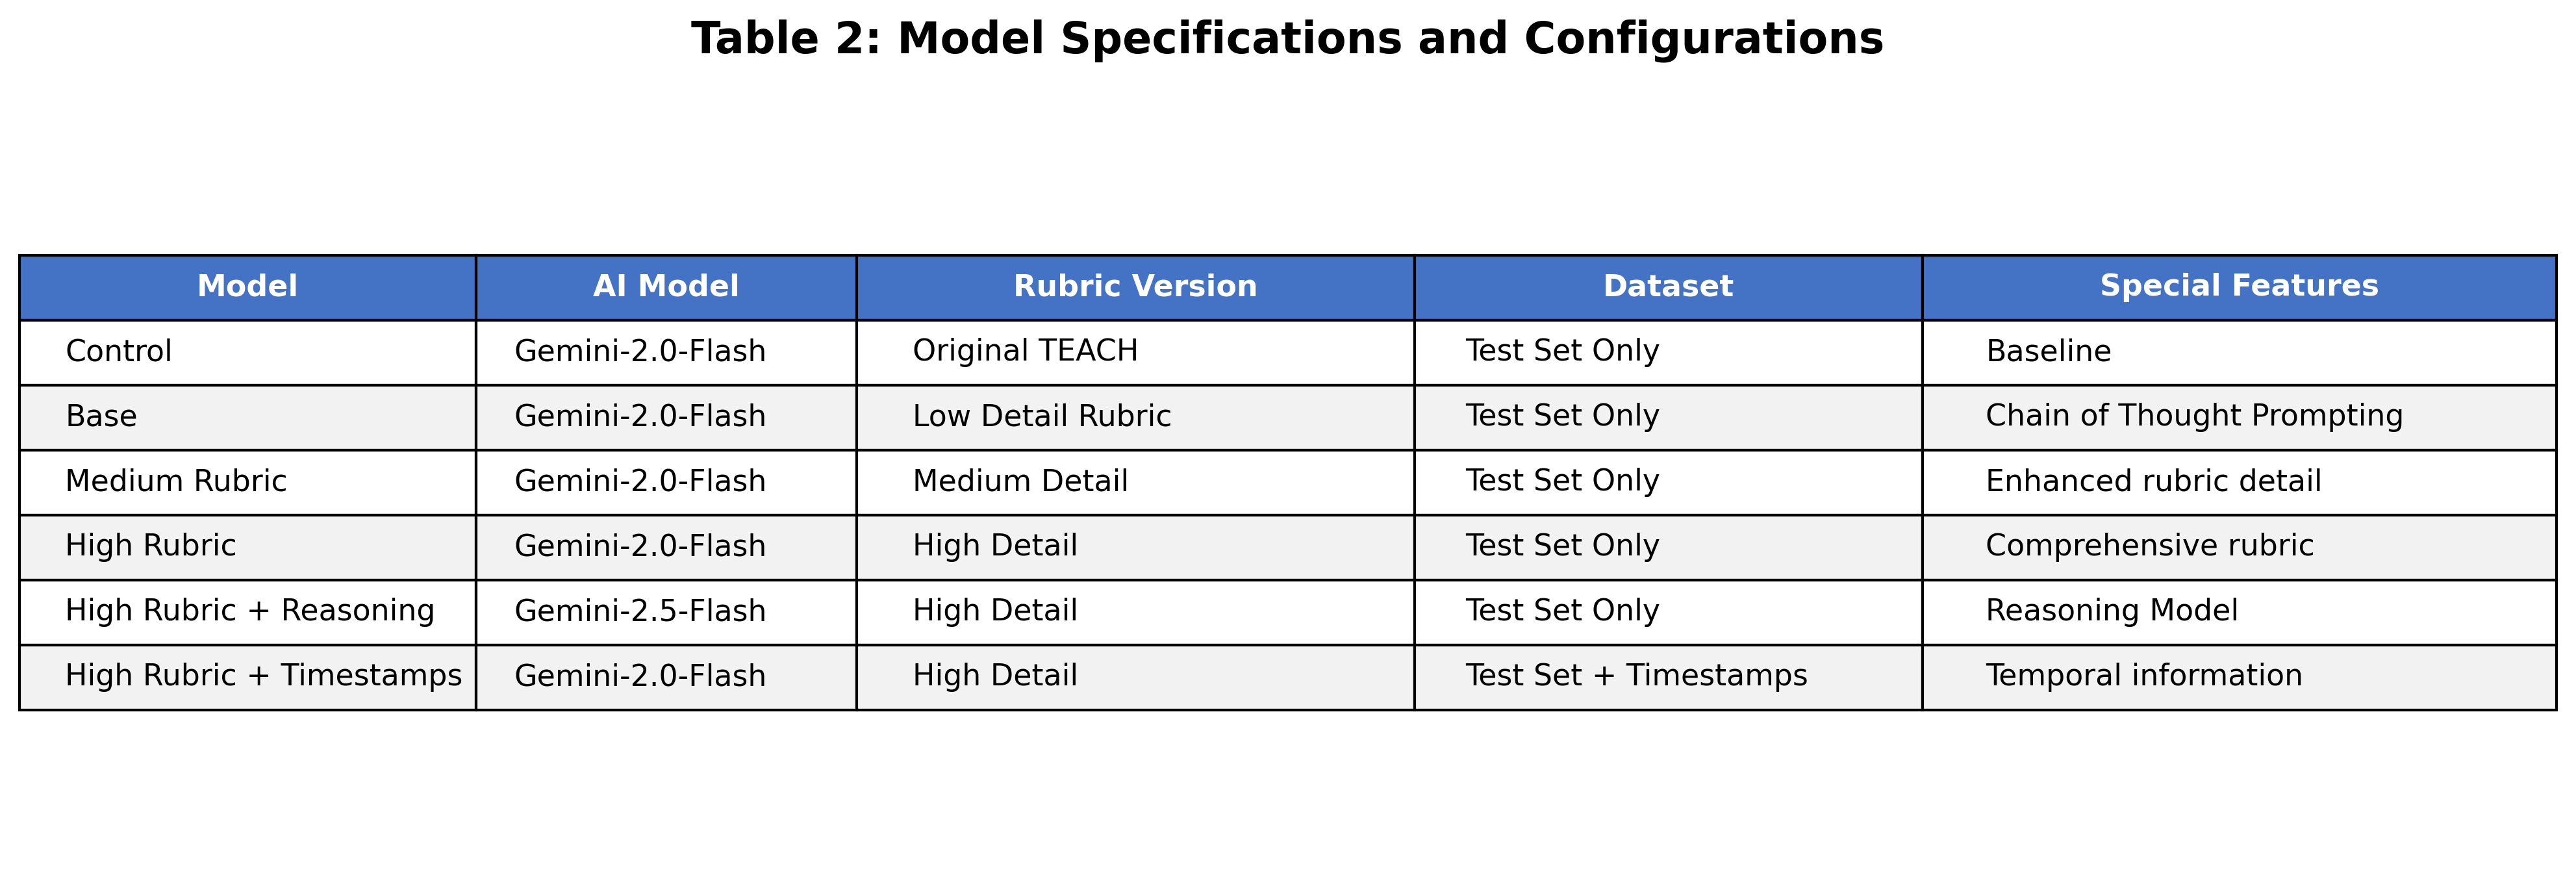 Table 2: Model Specifications and Configurations
Model AI Model Rubric Version Dataset Special Features
Control Gemini-2.0-Flash Original TEACH Test Set Only Baseline
Base Gemini-2.0-Flash Low Detail Rubric Test Set Only Chain of Thought Prompting
Medium Rubric Gemini-2.0-Flash Medium Detail Test Set Only Enhanced rubric detail
High Rubric Gemini-2.0-Flash High Detail Test Set Only Comprehensive rubric
High Rubric + Reasoning Gemini-2.5-Flash High Detail Test Set Only Reasoning Model
High Rubric + Timestamps Gemini-2.0-Flash High Detail Test Set + Timestamps Temporal information